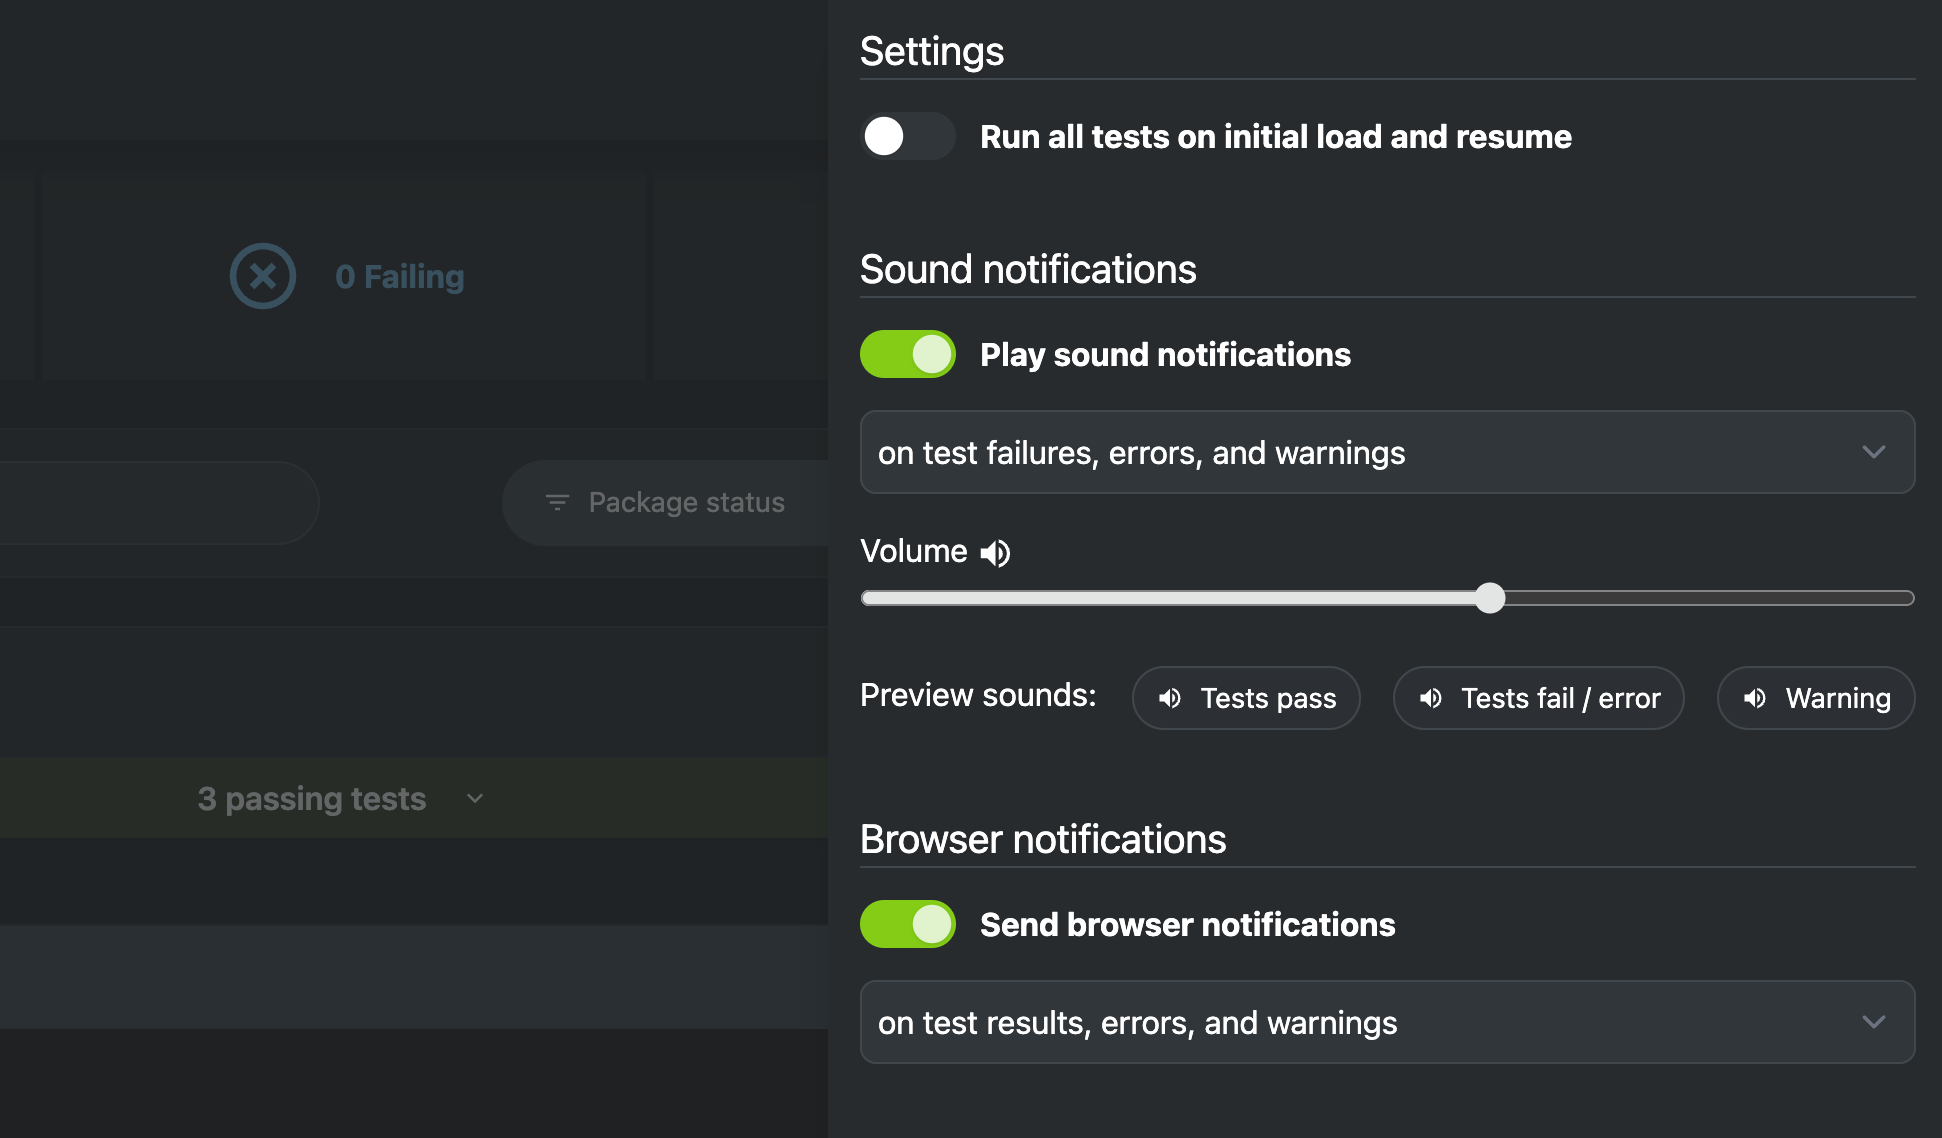 Settings
Run all tests on initial load and resume
0 Failing
Sound notifications
Play sound notifications
on test failures, errors, and warnings
Package status
Volume
Preview sounds: Tests pass Tests fail / error Warning
3 passing tests
Browser notifications
Send browser notifications
on test results, errors, and warnings